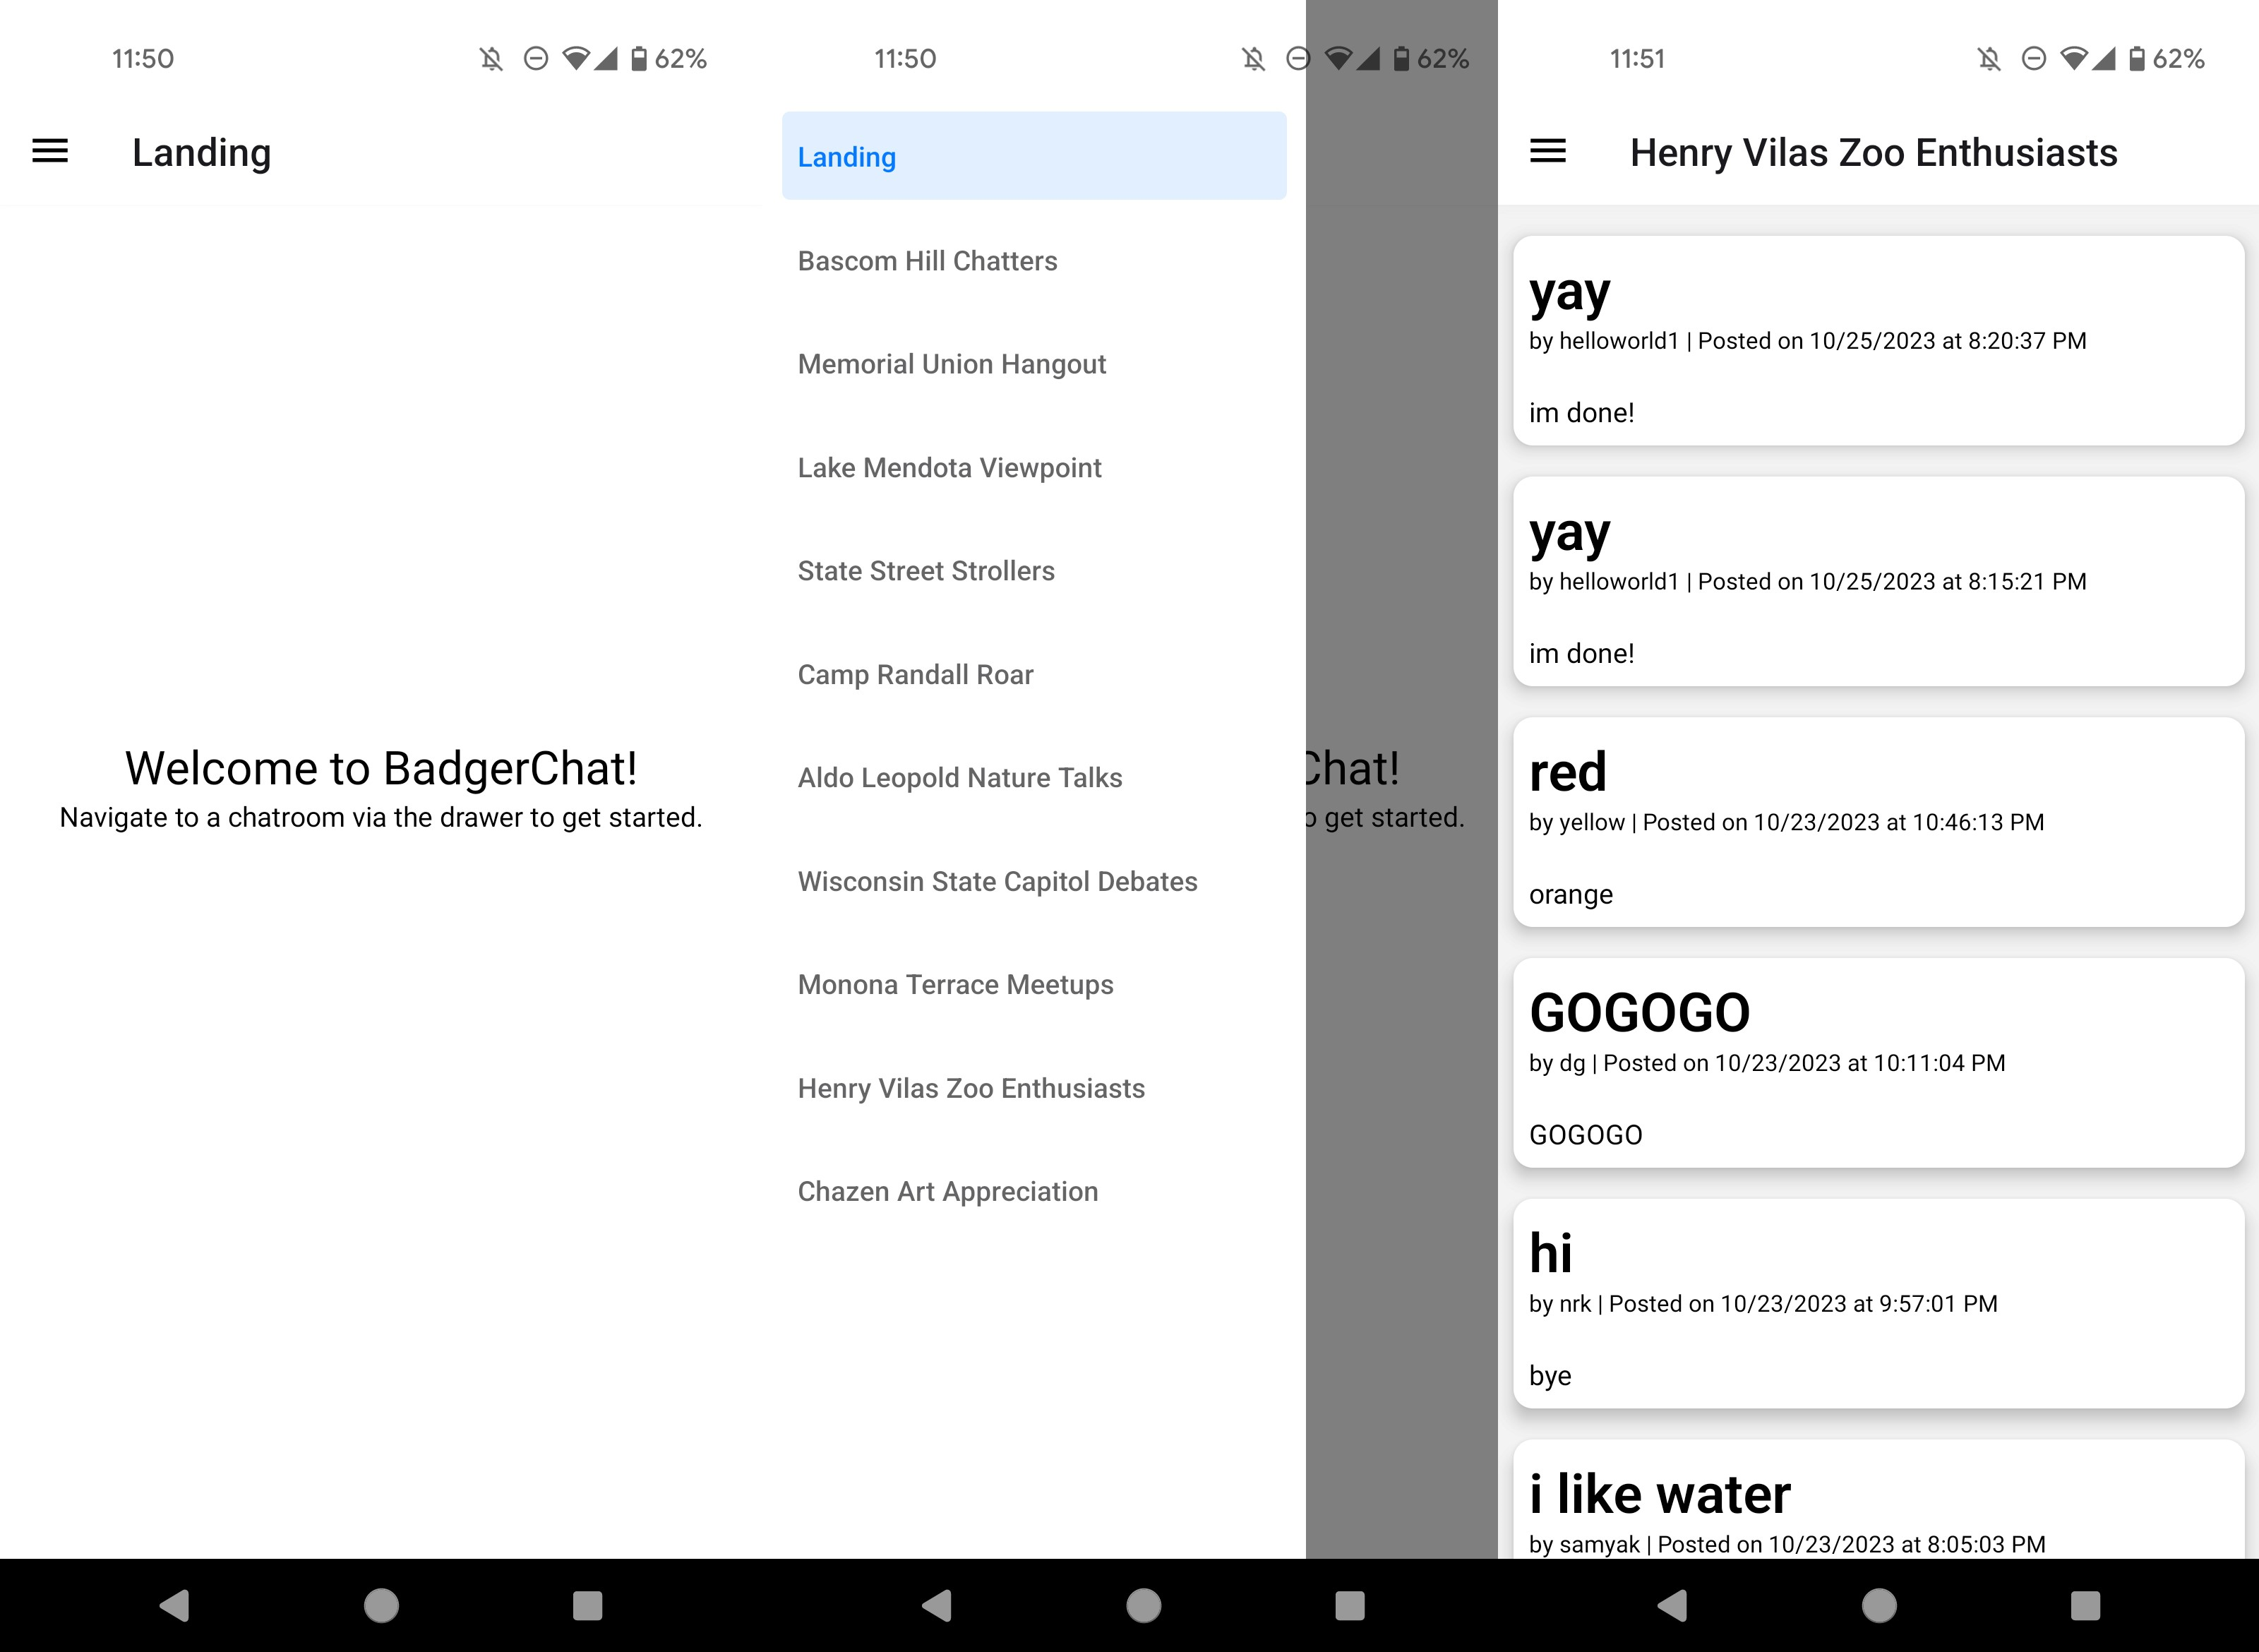 11:50
62%
Landing
Welcome to BadgerChat!
Navigate to a chatroom via the drawer to get started.
11:50
62%
Landing
Bascom Hill Chatters
Memorial Union Hangout
Lake Mendota Viewpoint
State Street Strollers
Camp Randall Roar
Aldo Leopold Nature Talks
Wisconsin State Capitol Debates
Monona Terrace Meetups
Henry Vilas Zoo Enthusiasts
Chazen Art Appreciation
Chat!
o get started.
11:51
62%
Henry Vilas Zoo Enthusiasts
yay
by helloworld1 | Posted on 10/25/2023 at 8:20:37 PM
im done!
yay
by helloworld1 | Posted on 10/25/2023 at 8:15:21 PM
im done!
red
by yellow | Posted on 10/23/2023 at 10:46:13 PM
orange
GOGOGO
by dg | Posted on 10/23/2023 at 10:11:04 PM
GOGOGO
hi
by nrk | Posted on 10/23/2023 at 9:57:01 PM
bye
i like water
by samyak | Posted on 10/23/2023 at 8:05:03 PM